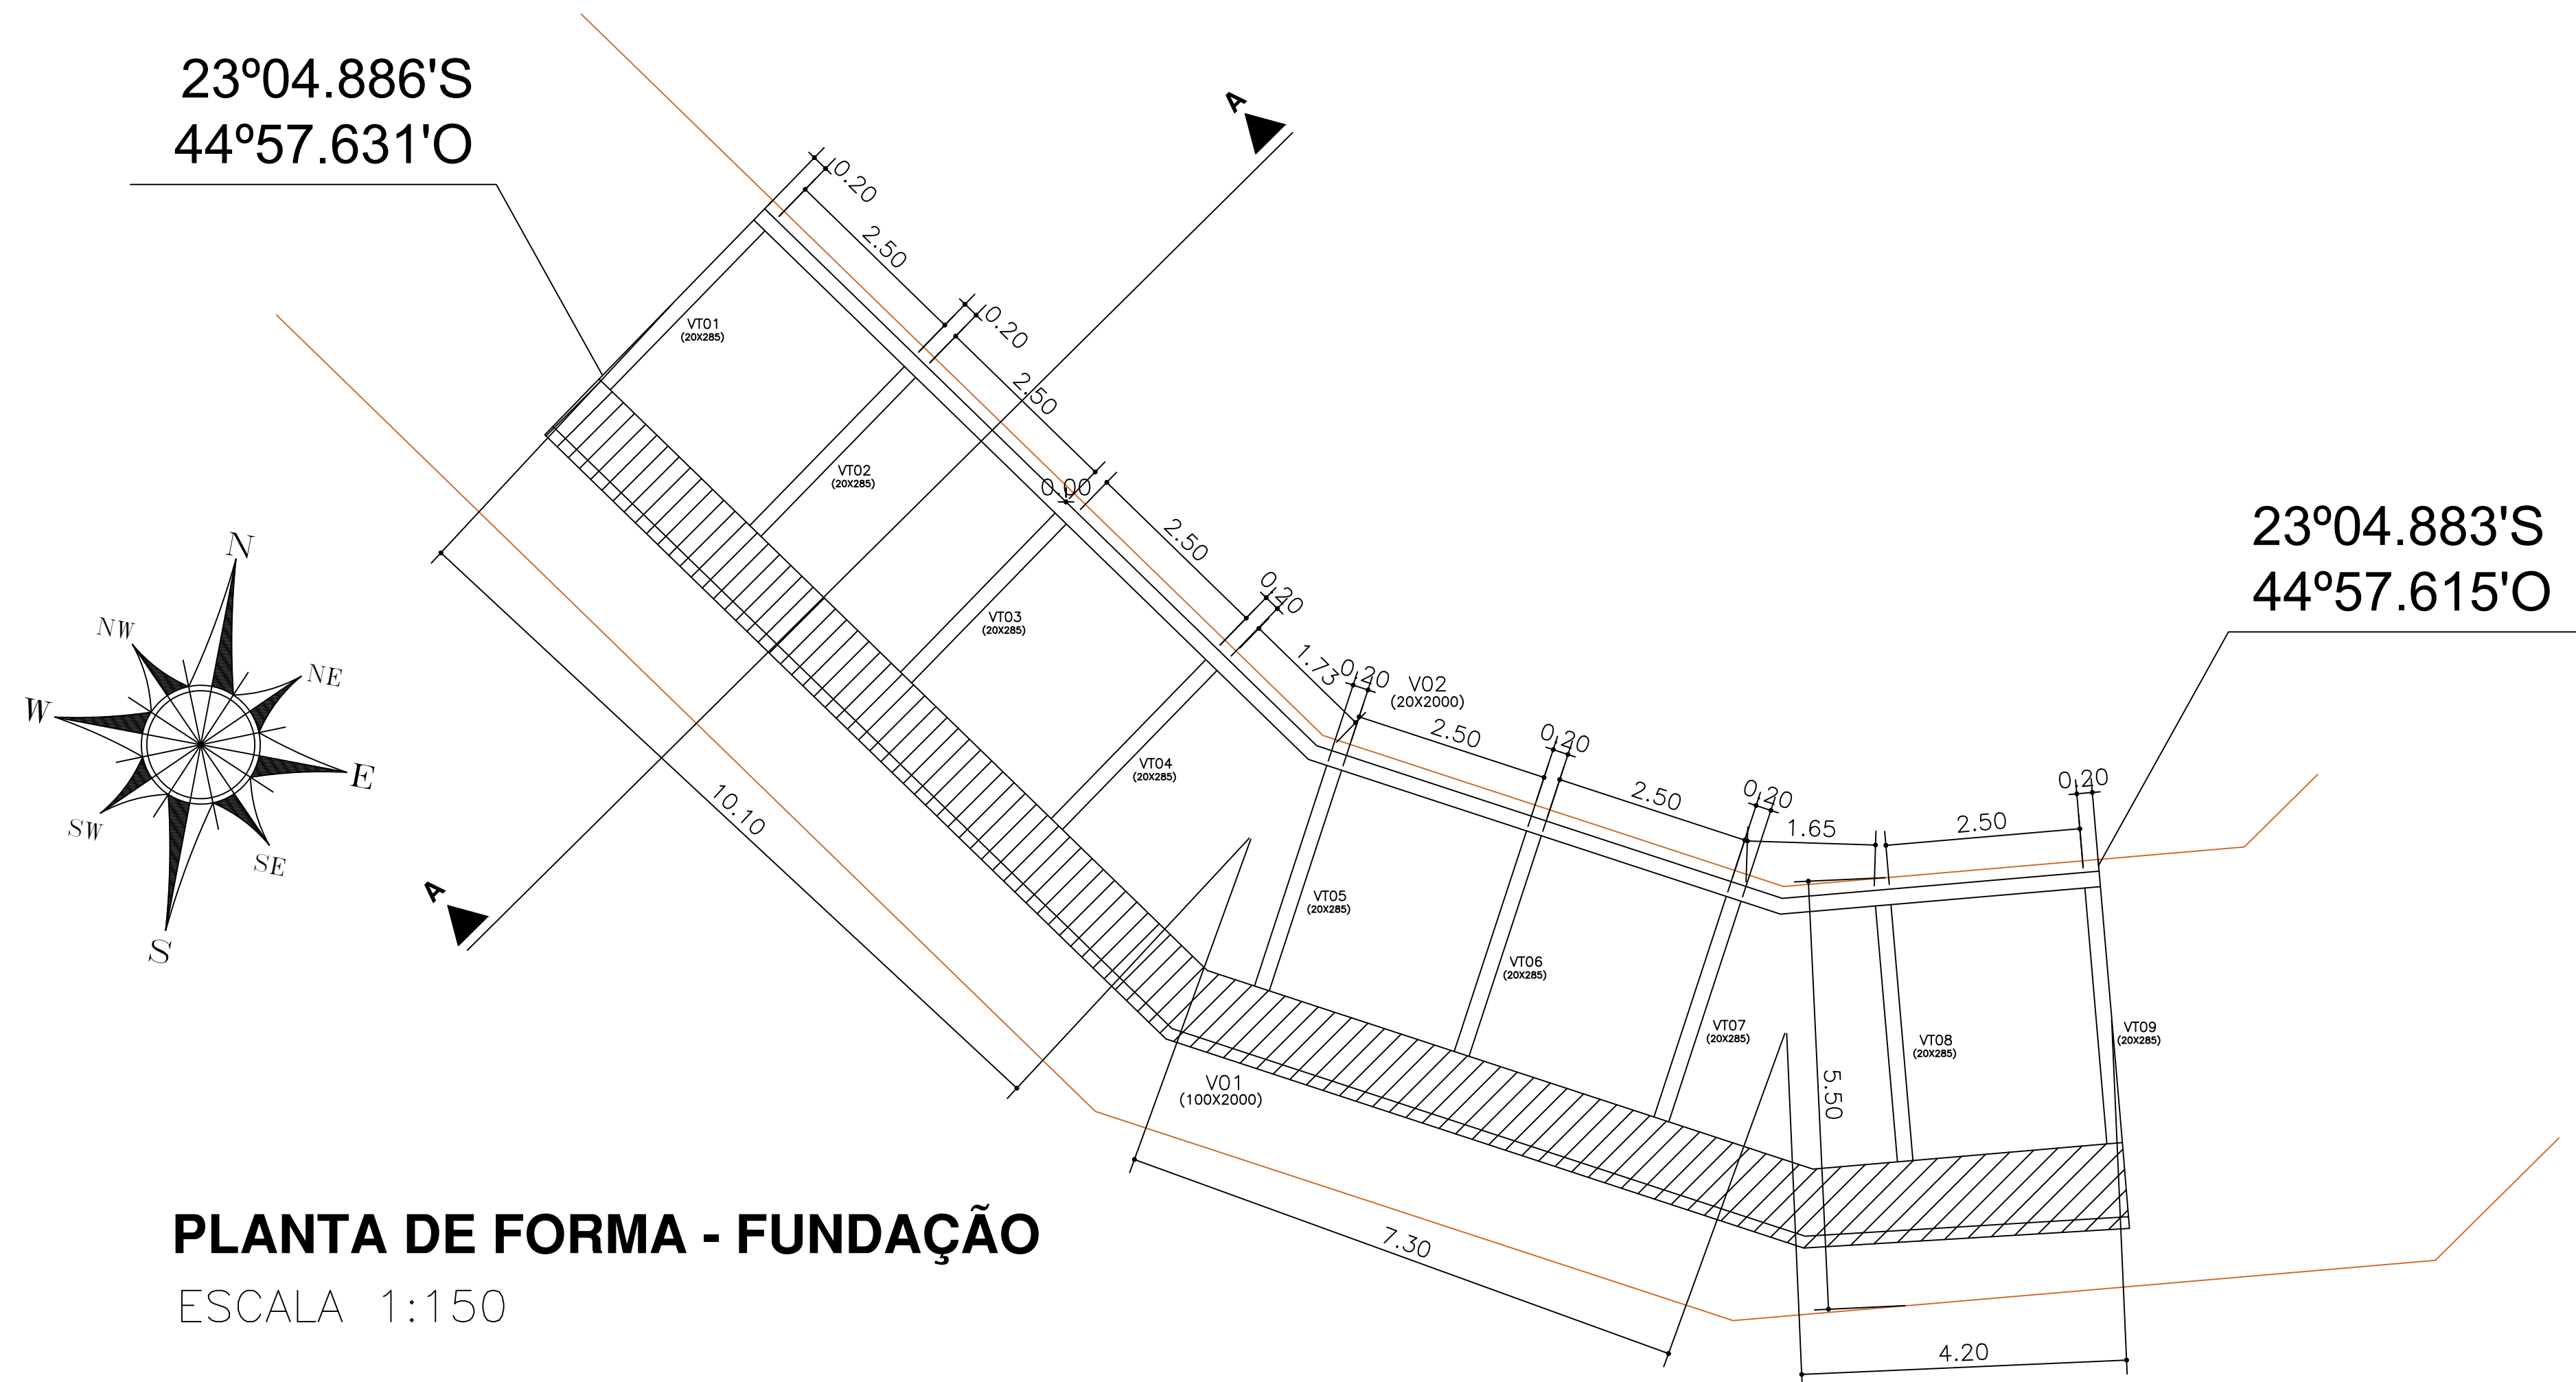 23º04.886'S
44º57.631'O
A
0.20
2.50
0.20
2.50
0.00
2.50
0.20
1.73
0.20
V02
(20X2000)
2.50
0.20
2.50
0.20
1.65
2.50
0.20
23º04.883'S
44º57.615'O
VT01
(20X285)
VT02
(20X285)
VT03
(20X285)
VT04
(20X285)
VT05
(20X285)
VT06
(20X285)
VT07
(20X285)
VT08
(20X285)
VT09
(20X285)
N
NW
NE
W
E
SW
SE
S
A
10.10
V01
(100X2000)
5.50
7.30
4.20
PLANTA DE FORMA - FUNDAÇÃO
ESCALA 1:150